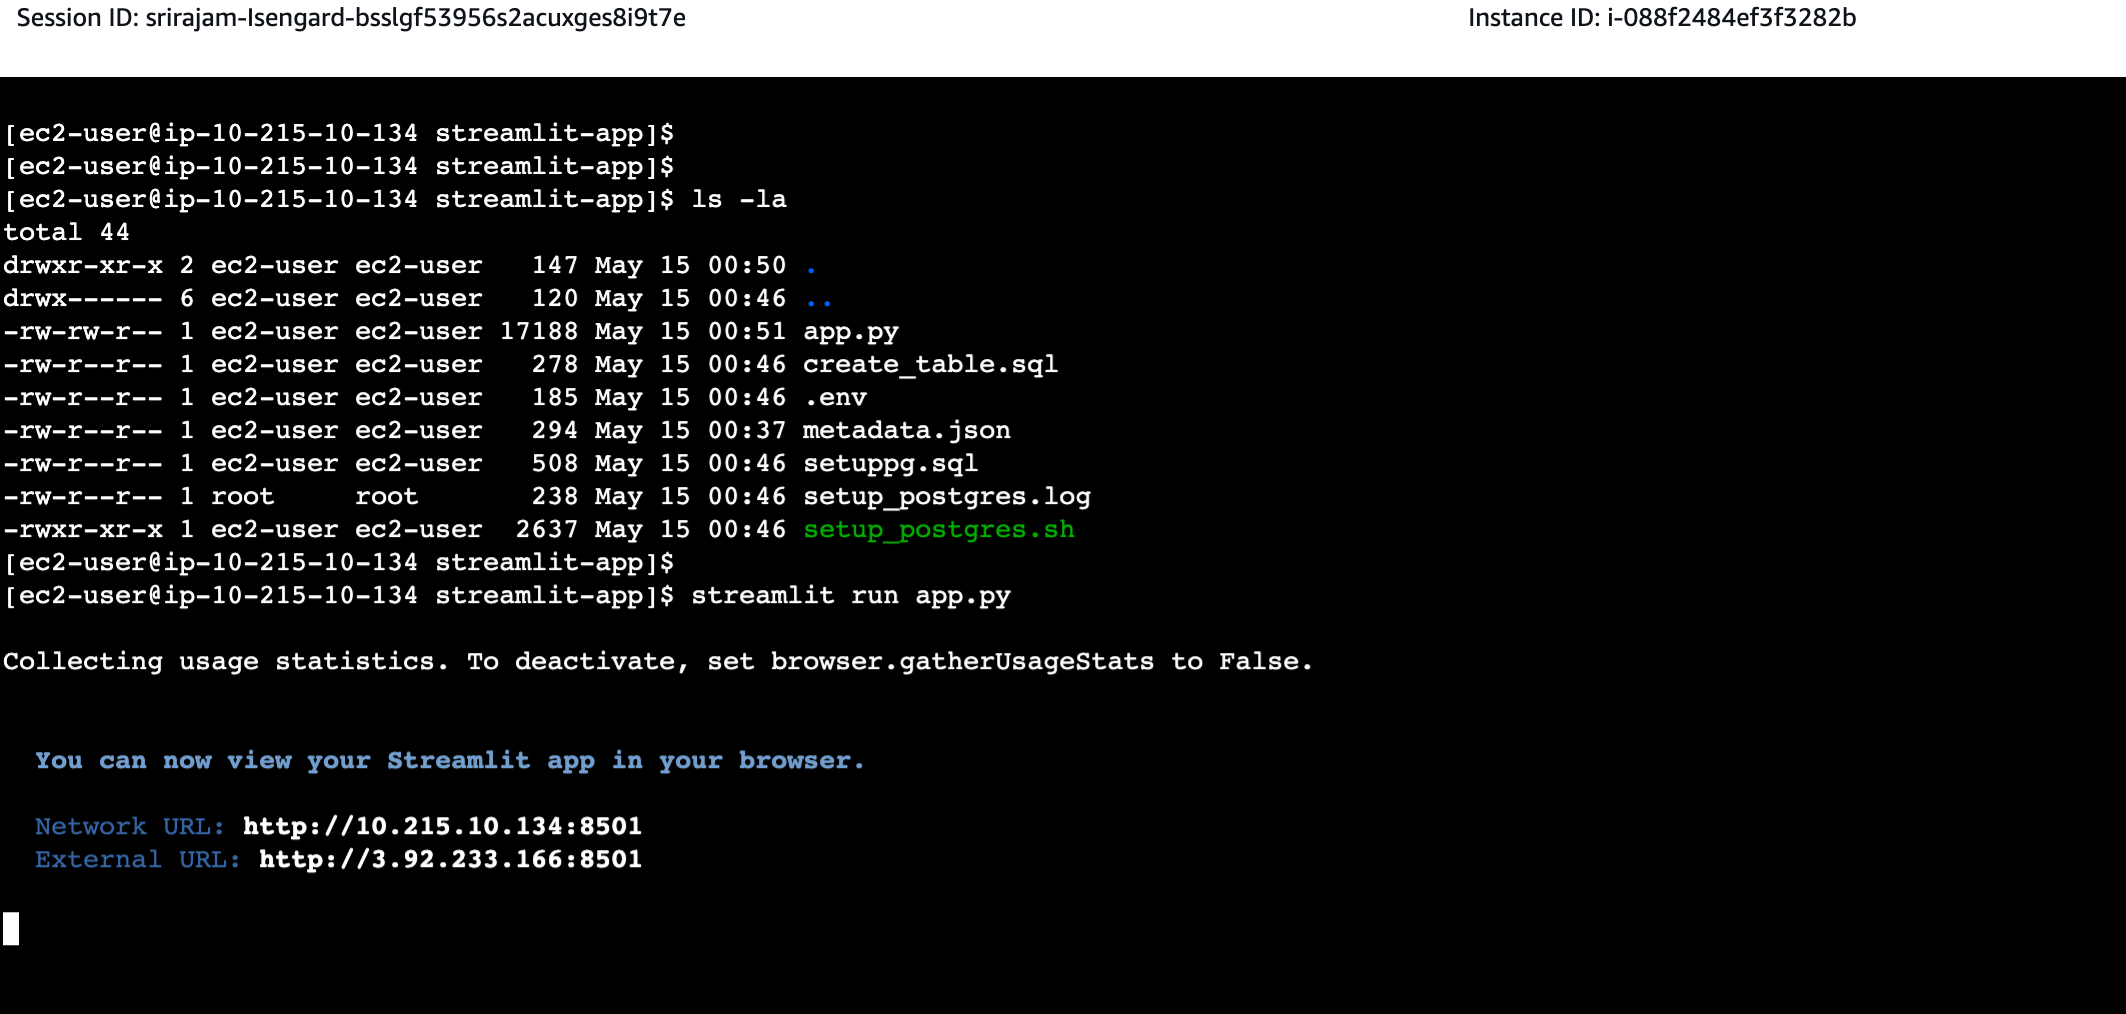 Session ID: srirajam-Isengard-bsslgf53956s2acuxges8i9t7e Instance ID: i-088f2484ef3f3282b
[ec2-user@ip-10-215-10-134 streamlit-app]$
[ec2-user@ip-10-215-10-134 streamlit-app]$
[ec2-user@ip-10-215-10-134 streamlit-app]$ ls -la
total 44
drwxr-xr-x 2 ec2-user ec2-user   147 May 15 00:50 .
drwx------ 6 ec2-user ec2-user   120 May 15 00:46 ..
-rw-rw-r-- 1 ec2-user ec2-user 17188 May 15 00:51 app.py
-rw-r--r-- 1 ec2-user ec2-user   278 May 15 00:46 create_table.sql
-rw-r--r-- 1 ec2-user ec2-user   185 May 15 00:46 .env
-rw-r--r-- 1 ec2-user ec2-user   294 May 15 00:37 metadata.json
-rw-r--r-- 1 ec2-user ec2-user   508 May 15 00:46 setuppg.sql
-rw-r--r-- 1 root     root       238 May 15 00:46 setup_postgres.log
-rwxr-xr-x 1 ec2-user ec2-user  2637 May 15 00:46 setup_postgres.sh
[ec2-user@ip-10-215-10-134 streamlit-app]$
[ec2-user@ip-10-215-10-134 streamlit-app]$ streamlit run app.py
Collecting usage statistics. To deactivate, set browser.gatherUsageStats to False.
You can now view your Streamlit app in your browser.
Network URL: http://10.215.10.134:8501
External URL: http://3.92.233.166:8501